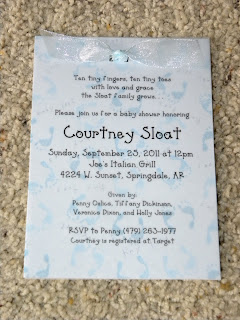 Ten tiny fingers, ten tiny toes
with love and grace
the Sloat family grows...
Please join us for a baby shower honoring
Courtney Sloat
Sunday, September 25, 2011 at 12pm
Joe's Italian Grill
4224 W. Sunset, Springdale, AR
Given by:
Penny Ostice, Tiffany Dickinson,
Veronica Dixon, and Molly Jones
RSVP to Penny (479) 263-1977
Courtney is registered at Target